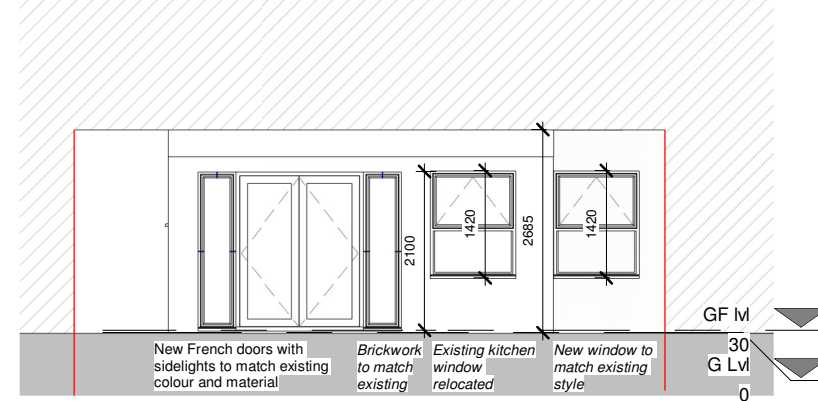 2100
1420
2685
1420
GF lvl
30
G Lvl
0
New French doors with
sidelights to match existing
colour and material
Brickwork
to match
existing
Existing kitchen
window
relocated
New window to
match existing
style